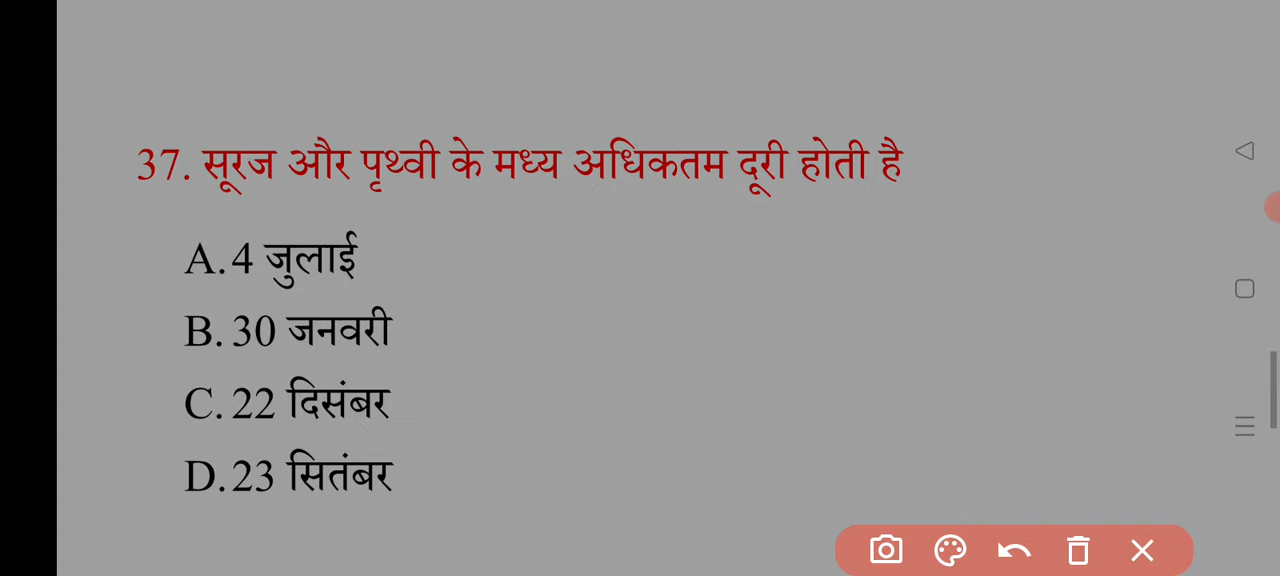 37. सूरज और पृथ्वी के मध्य अधिकतम दूरी होती है
A. 4 जुलाई
B. 30 जनवरी
C. 22 दिसंबर
D. 23 सितंबर